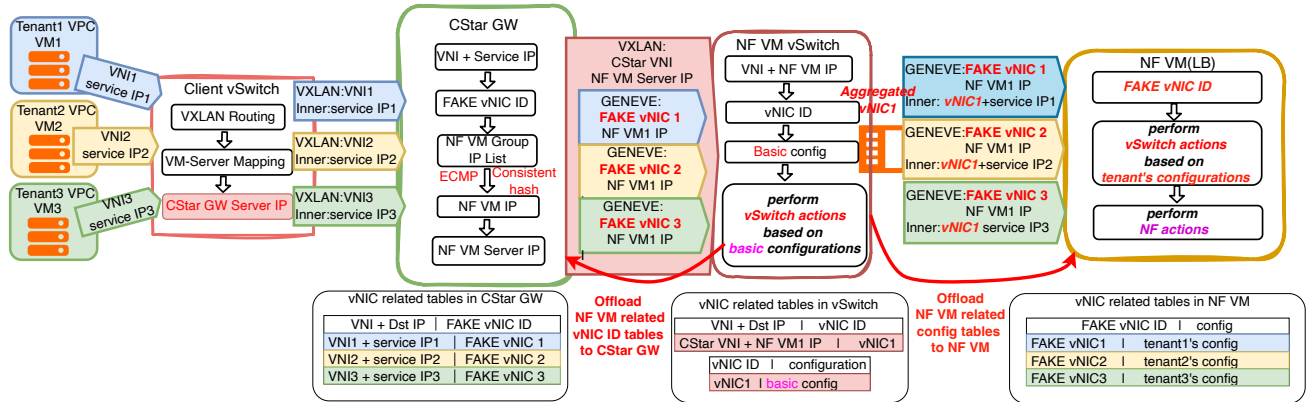 Tenant1 VPC
VM1
VNI1
service IP1
Tenant2 VPC
VM2
VNI2
service IP2
Tenant3 VPC
VM3
VNI3
service IP3
Client vSwitch
VXLAN Routing
VM-Server Mapping
CStar GW Server IP
VXLAN:VNI1
Inner:service IP1
VXLAN:VNI2
Inner:service IP2
VXLAN:VNI3
Inner:service IP3
CStar GW
VNI + Service IP
FAKE vNIC ID
NF VM Group
IP List
ECMP
Consistent
hash
NF VM IP
NF VM Server IP
VXLAN:
CStar VNI
NF VM Server IP
GENEVE:
FAKE vNIC 1
NF VM1 IP
GENEVE:
FAKE vNIC 2
NF VM1 IP
GENEVE:
FAKE vNIC 3
NF VM1 IP
NF VM vSwitch
VNI + NF VM IP
vNIC ID
Basic config
perform
vSwitch actions
based on
basic configurations
Aggregated
vNIC1
GENEVE:FAKE vNIC 1
NF VM1 IP
Inner: vNIC1+service IP1
GENEVE:FAKE vNIC 2
NF VM1 IP
Inner:vNIC1+service IP2
GENEVE:FAKE vNIC 3
NF VM1 IP
Inner:vNIC1 service IP3
NF VM(LB)
FAKE vNIC ID
perform
vSwitch actions
based on
tenant's configurations
perform
NF actions
vNIC related tables in CStar GW
VNI + Dst IP | FAKE vNIC ID
VNI1 + service IP1 | FAKE vNIC 1
VNI2 + service IP2 | FAKE vNIC 2
VNI3 + service IP3 | FAKE vNIC 3
Offload
NF VM related
vNIC ID tables
to CStar GW
vNIC related tables in vSwitch
VNI + Dst IP | vNIC ID
CStar VNI + NF VM1 IP | vNIC1
vNIC ID | configuration
vNIC1 | basic config
Offload
NF VM related
config tables
to NF VM
vNIC related tables in NF VM
FAKE vNIC ID | config
FAKE vNIC1 | tenant1's config
FAKE vNIC2 | tenant2's config
FAKE vNIC3 | tenant3's config